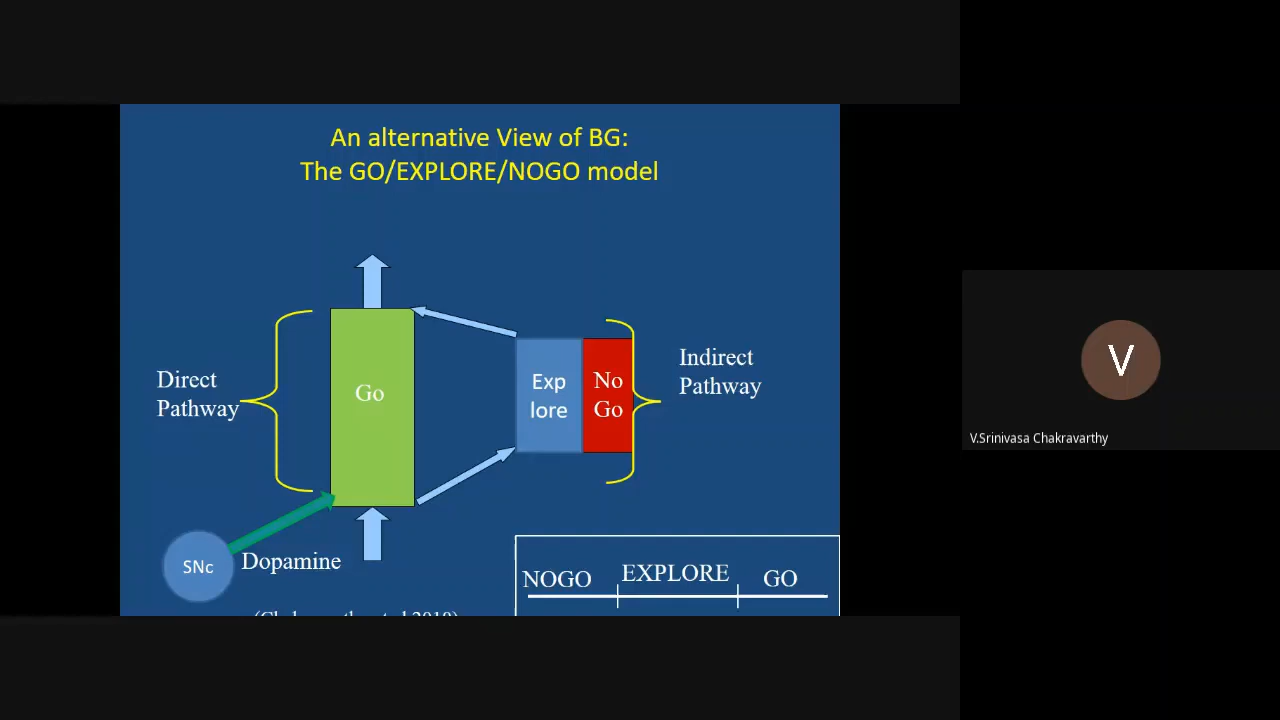 An alternative View of BG:
The GO/EXPLORE/NOGO model
Direct
Pathway
Go
Exp
lore
No
Go
Indirect
Pathway
SNc
Dopamine
NOGO
EXPLORE
GO
V
V.Srinivasa Chakravarthy